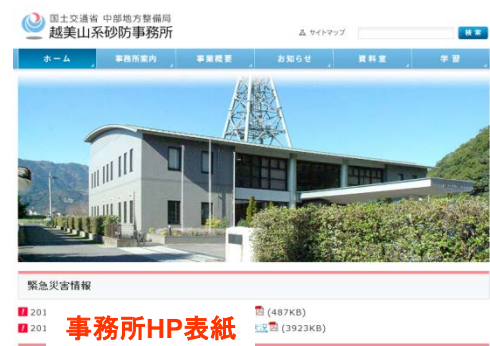 国土交通省 中部地方整備局
越美山系砂防事務所
サイトマップ
検索
ホーム 事務所案内 事業概要 お知らせ 資料室 学習
緊急災害情報
201 (487KB)
201 (3923KB)
事務所HP表紙